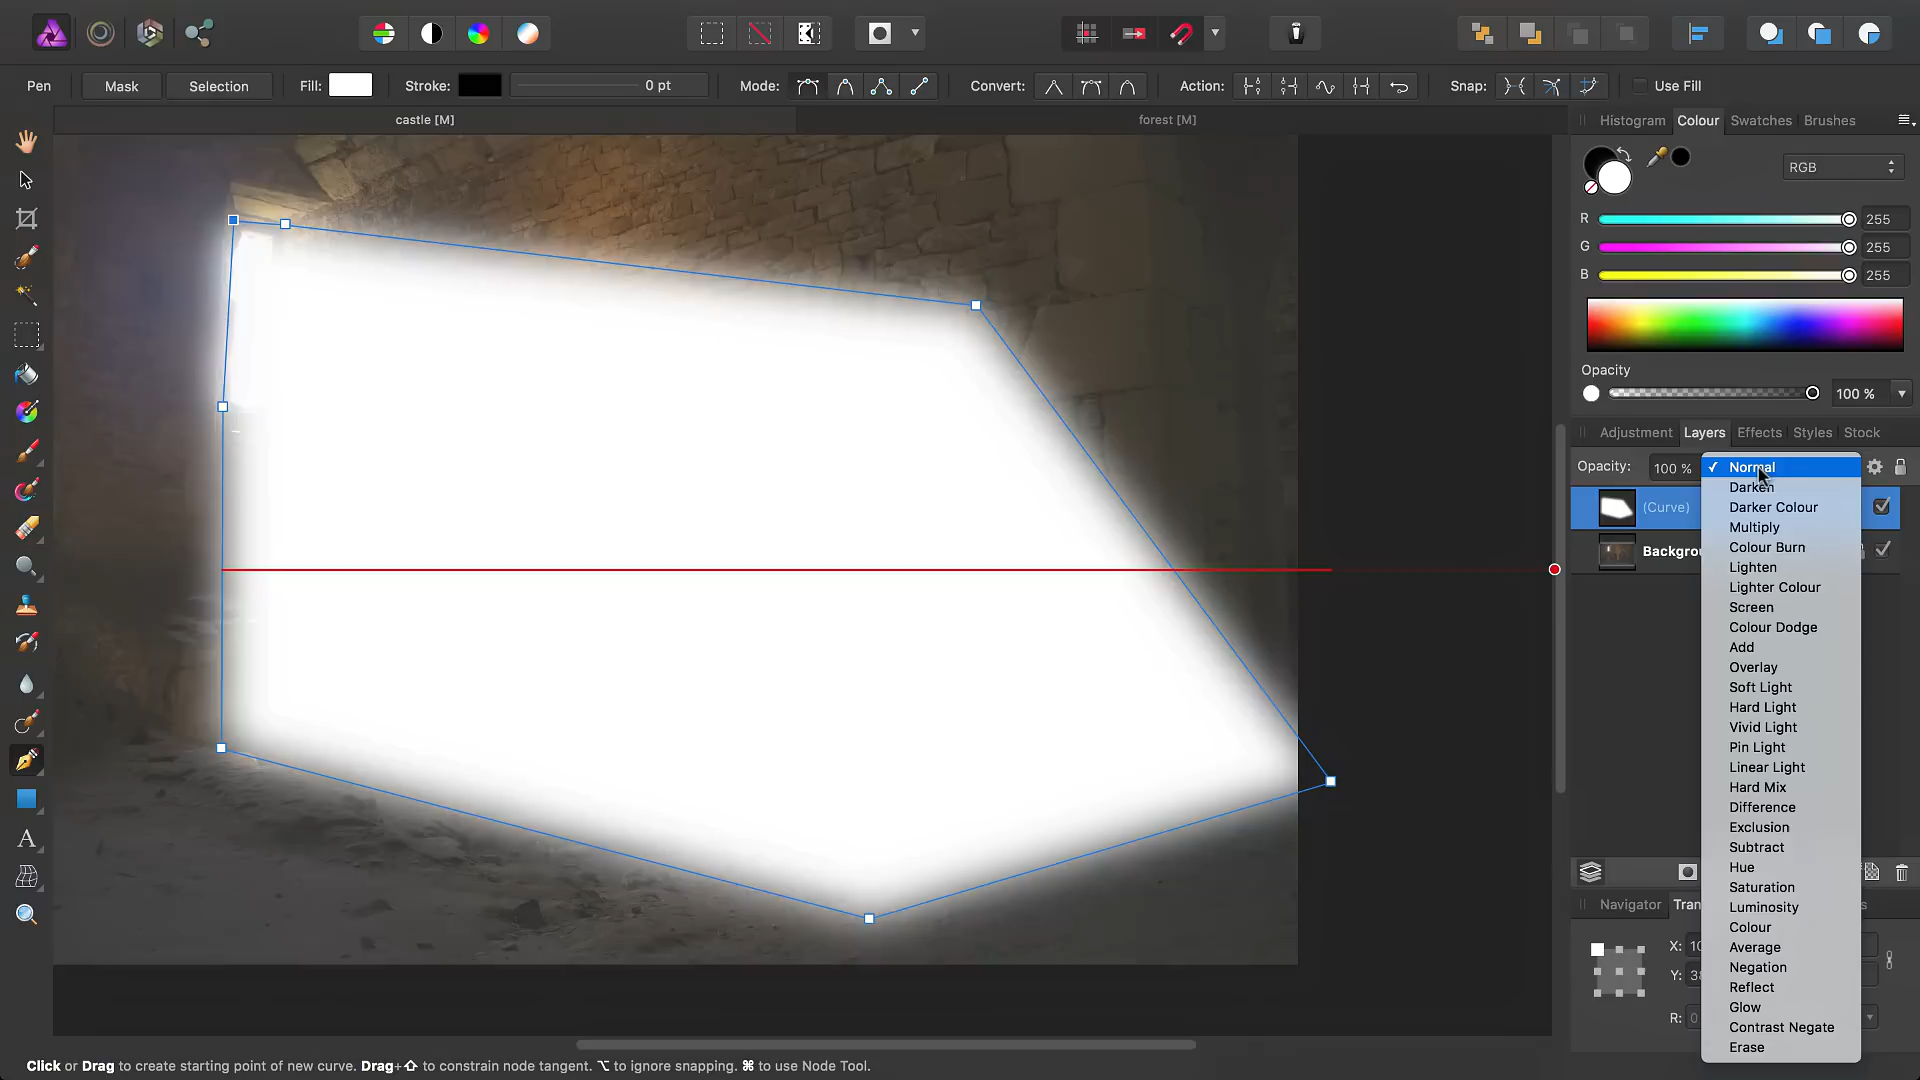 Pen
Mask
Selection
Fill:
Stroke:
0 pt
Mode:
Convert:
Action:
Snap:
Use Fill
castle [M]
forest [M]
Histogram
Colour
Swatches
Brushes
RGB
R
255
G
255
B
255
Opacity
100 %
Adjustment
Layers
Effects
Styles
Stock
Opacity:
100 %
(Curve)
Backgrou
✓ Normal
Darken
Darker Colour
Multiply
Colour Burn
Lighten
Lighter Colour
Screen
Colour Dodge
Add
Overlay
Soft Light
Hard Light
Vivid Light
Pin Light
Linear Light
Hard Mix
Difference
Exclusion
Subtract
Hue
Saturation
Luminosity
Colour
Average
Negation
Reflect
Glow
Contrast Negate
Erase
Navigator
Tran
s
X:
10
Y:
38
R:
0
A
Click or Drag to create starting point of new curve. Drag+⇧ to constrain node tangent. ⌥ to ignore snapping. ⌘ to use Node Tool.